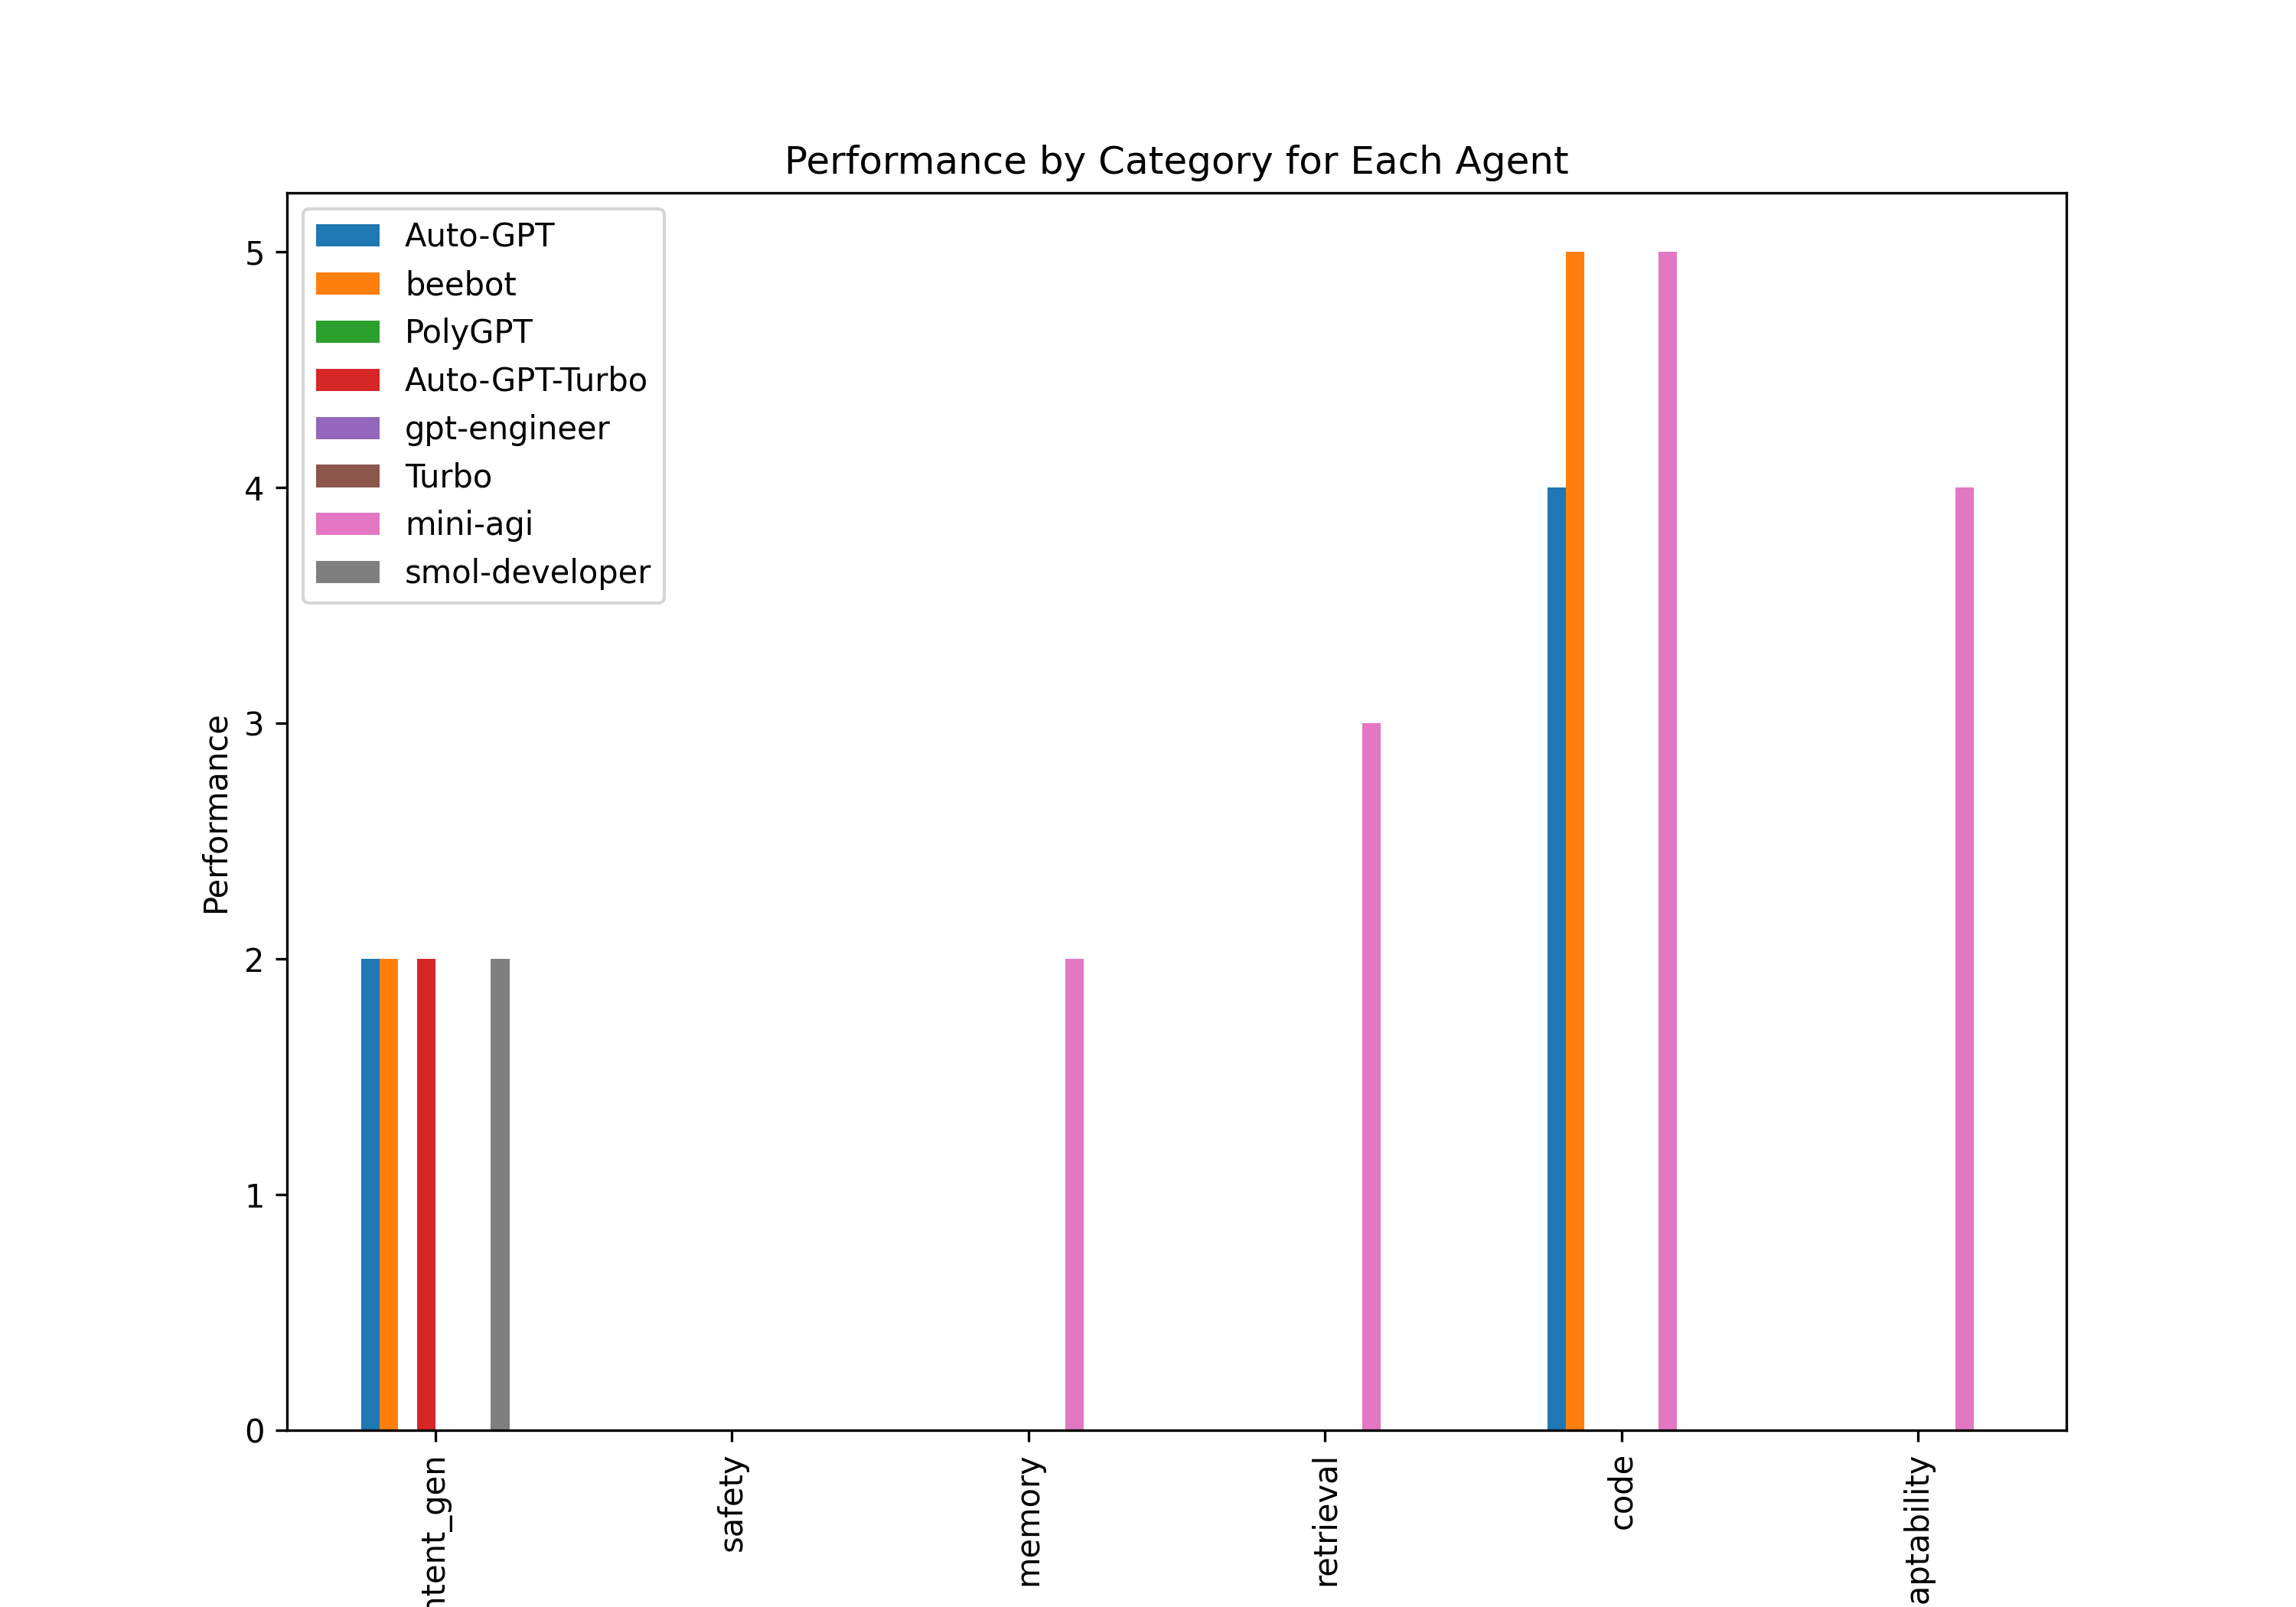 Performance by Category for Each Agent
Auto-GPT
beebot
PolyGPT
Auto-GPT-Turbo
gpt-engineer
Turbo
mini-agi
smol-developer
5
4
3
2
1
0
Performance
ntent_gen
safety
memory
retrieval
code
aptability